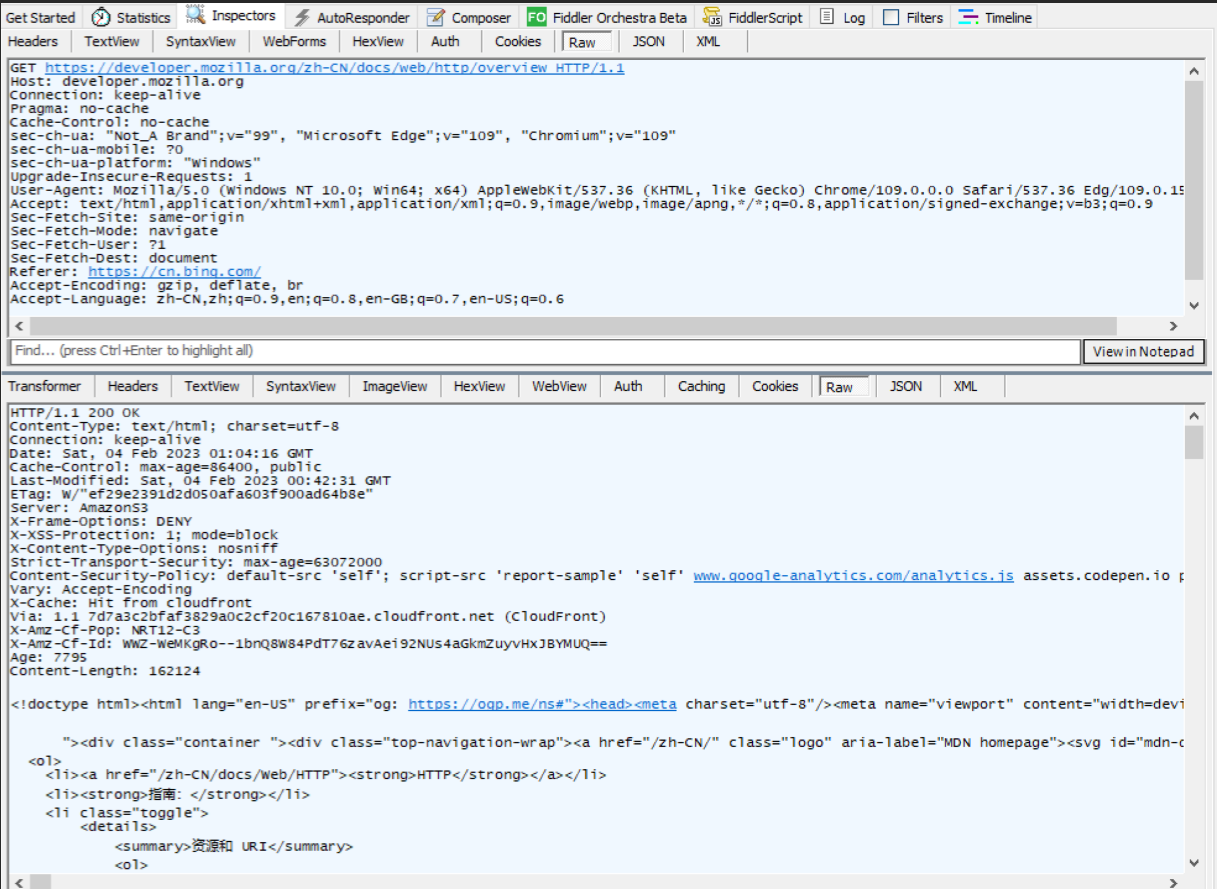 Get Started Statistics Inspectors AutoResponder Composer FO Fiddler Orchestra Beta FiddlerScript Log Filters Timeline
Headers TextView SyntaxView WebForms HexView Auth Cookies Raw JSON XML
GET https://developer.mozilla.org/zh-CN/docs/web/http/overview HTTP/1.1
Host: developer.mozilla.org
Connection: keep-alive
Pragma: no-cache
Cache-Control: no-cache
sec-ch-ua: "Not_A Brand";v="99", "Microsoft Edge";v="109", "Chromium";v="109"
sec-ch-ua-mobile: ?0
sec-ch-ua-platform: "Windows"
Upgrade-Insecure-Requests: 1
User-Agent: Mozilla/5.0 (Windows NT 10.0; Win64; x64) AppleWebKit/537.36 (KHTML, like Gecko) Chrome/109.0.0.0 Safari/537.36 Edg/109.0.15
Accept: text/html,application/xhtml+xml,application/xml;q=0.9,image/webp,image/apng,*/*;q=0.8,application/signed-exchange;v=b3;q=0.9
Sec-Fetch-Site: same-origin
Sec-Fetch-Mode: navigate
Sec-Fetch-User: ?1
Sec-Fetch-Dest: document
Referer: https://cn.bing.com/
Accept-Encoding: gzip, deflate, br
Accept-Language: zh-CN,zh;q=0.9,en;q=0.8,en-GB;q=0.7,en-US;q=0.6
Find... (press Ctrl+Enter to highlight all) View in Notepad
Transformer Headers TextView SyntaxView ImageView HexView WebView Auth Caching Cookies Raw JSON XML
HTTP/1.1 200 OK
Content-Type: text/html; charset=utf-8
Connection: keep-alive
Date: Sat, 04 Feb 2023 01:04:16 GMT
Cache-Control: max-age=86400, public
Last-Modified: Sat, 04 Feb 2023 00:42:31 GMT
ETag: W/"ef29e2391d2d050afa603f900ad64b8e"
Server: AmazonS3
X-Frame-Options: DENY
X-XSS-Protection: 1; mode=block
X-Content-Type-Options: nosniff
Strict-Transport-Security: max-age=63072000
Content-Security-Policy: default-src 'self'; script-src 'report-sample' 'self' www.google-analytics.com/analytics.js assets.codepen.io p
Vary: Accept-Encoding
X-Cache: Hit from cloudfront
Via: 1.1 7d7a3c2bfaf3829a0c2cf20c167810ae.cloudfront.net (CloudFront)
X-Amz-Cf-Pop: NRT12-C3
X-Amz-Cf-Id: WWZ-WeMKgRo--1bnQ8W84PdT76zavAei92NUs4aGkmZuyvHxJBYMUQ==
Age: 7795
Content-Length: 162124
<!doctype html><html lang="en-US" prefix="og: https://ogp.me/ns#"><head><meta charset="utf-8"/><meta name="viewport" content="width=devi
"><div class="container "><div class="top-navigation-wrap"><a href="/zh-CN/" class="logo" aria-label="MDN homepage"><svg id="mdn-d
<ol>
<li><a href="/zh-CN/docs/Web/HTTP"><strong>HTTP</strong></a></li>
<li><strong>指南：</strong></li>
<li class="toggle">
<details>
<summary>资源和 URI</summary>
<ol>